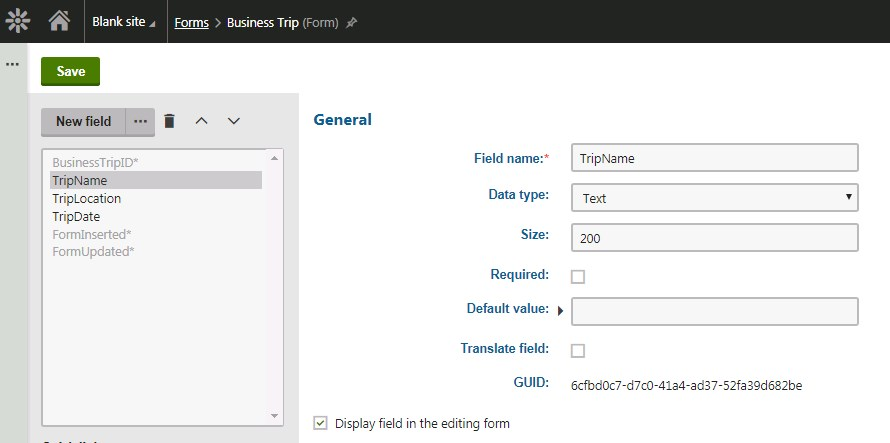 Blank site Forms > Business Trip (Form)
...
Save
New field ...
BusinessTripID*
TripName
TripLocation
TripDate
FormInserted*
FormUpdated*
General
Field name:* TripName
Data type: Text
Size: 200
Required:
Default value:
Translate field:
GUID: 6cfbd0c7-d7c0-41a4-ad37-52fa39d682be
Display field in the editing form